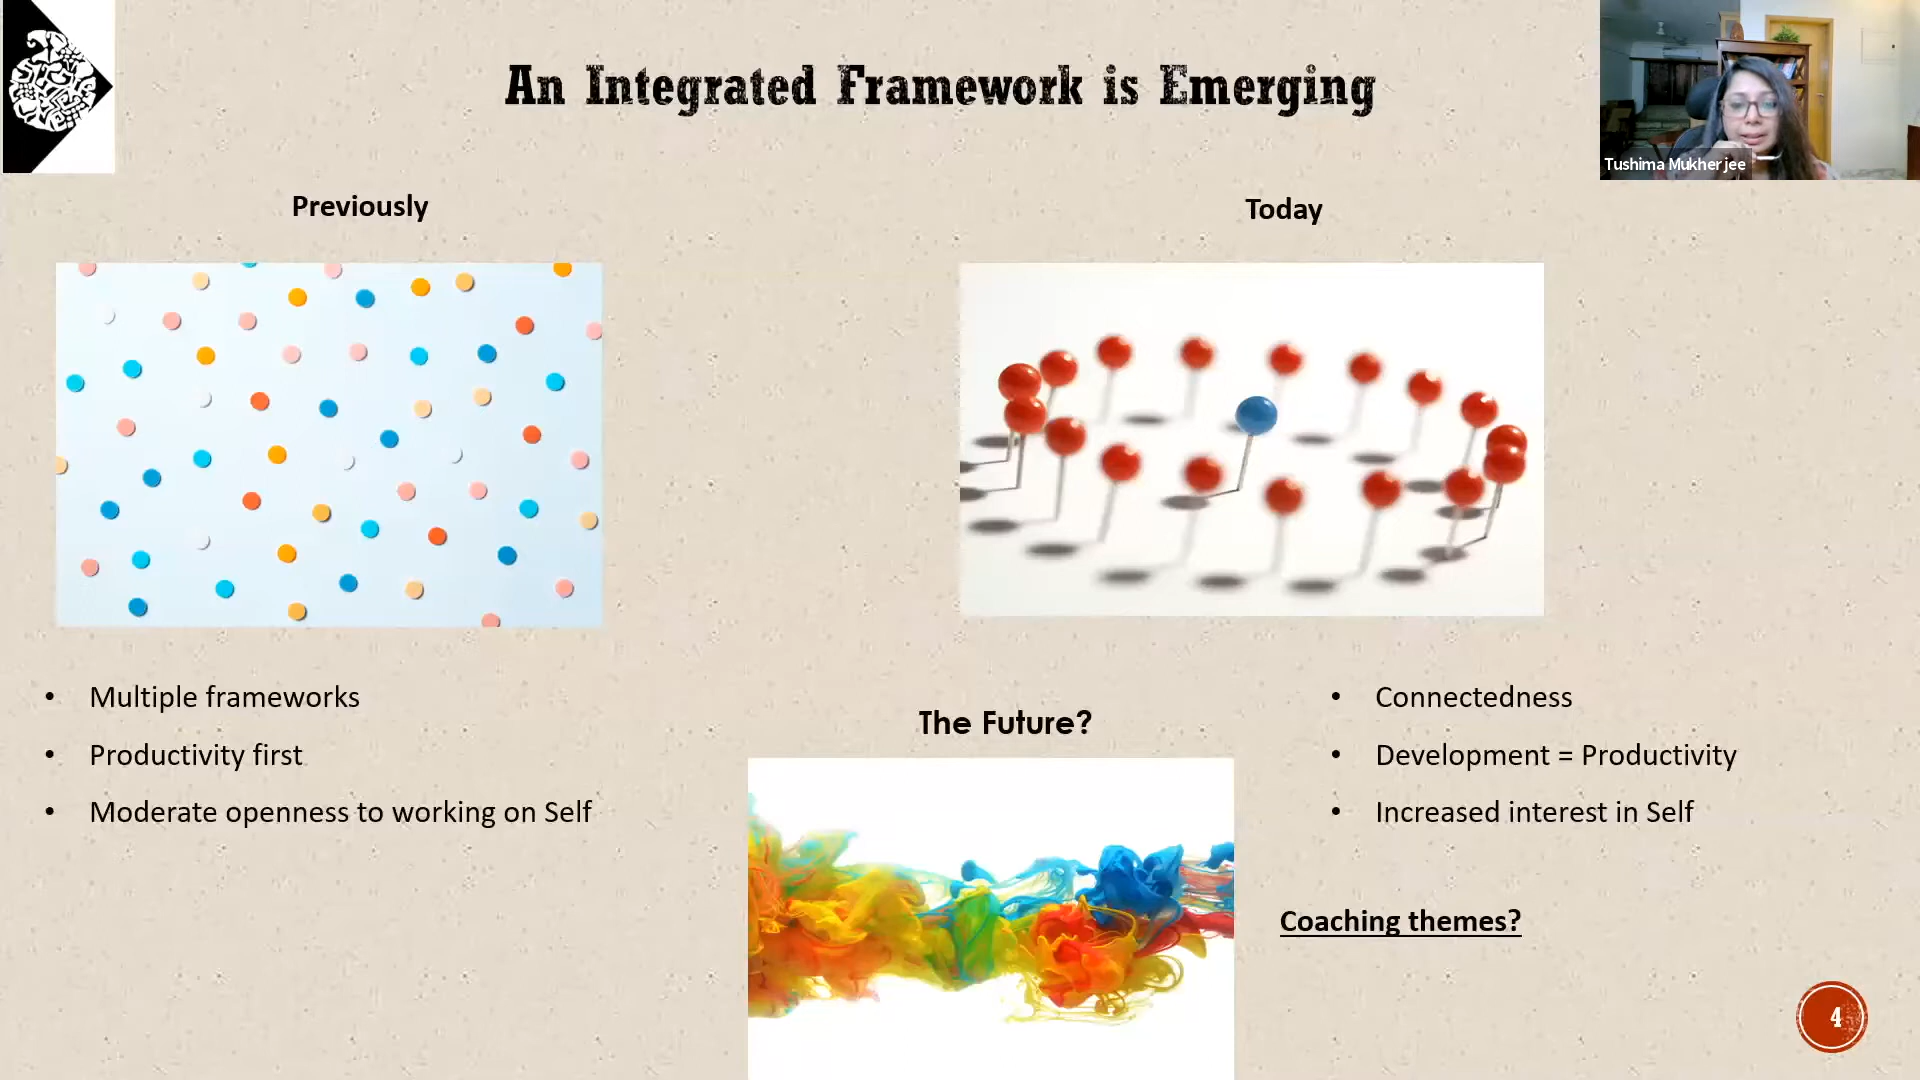 An Integrated Framework is Emerging
Tushima Mukherjee
Previously
Today
• Multiple frameworks
• Productivity first
• Moderate openness to working on Self
The Future?
• Connectedness
• Development = Productivity
• Increased interest in Self
Coaching themes?
4